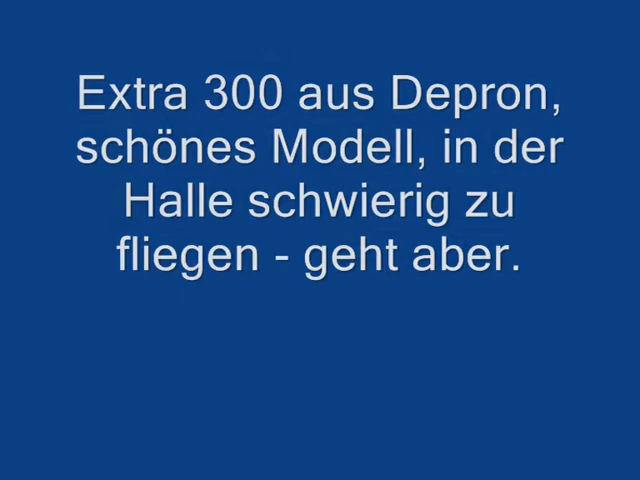 Extra 300 aus Depron,
schönes Modell, in der
Halle schwierig zu
fliegen - geht aber.